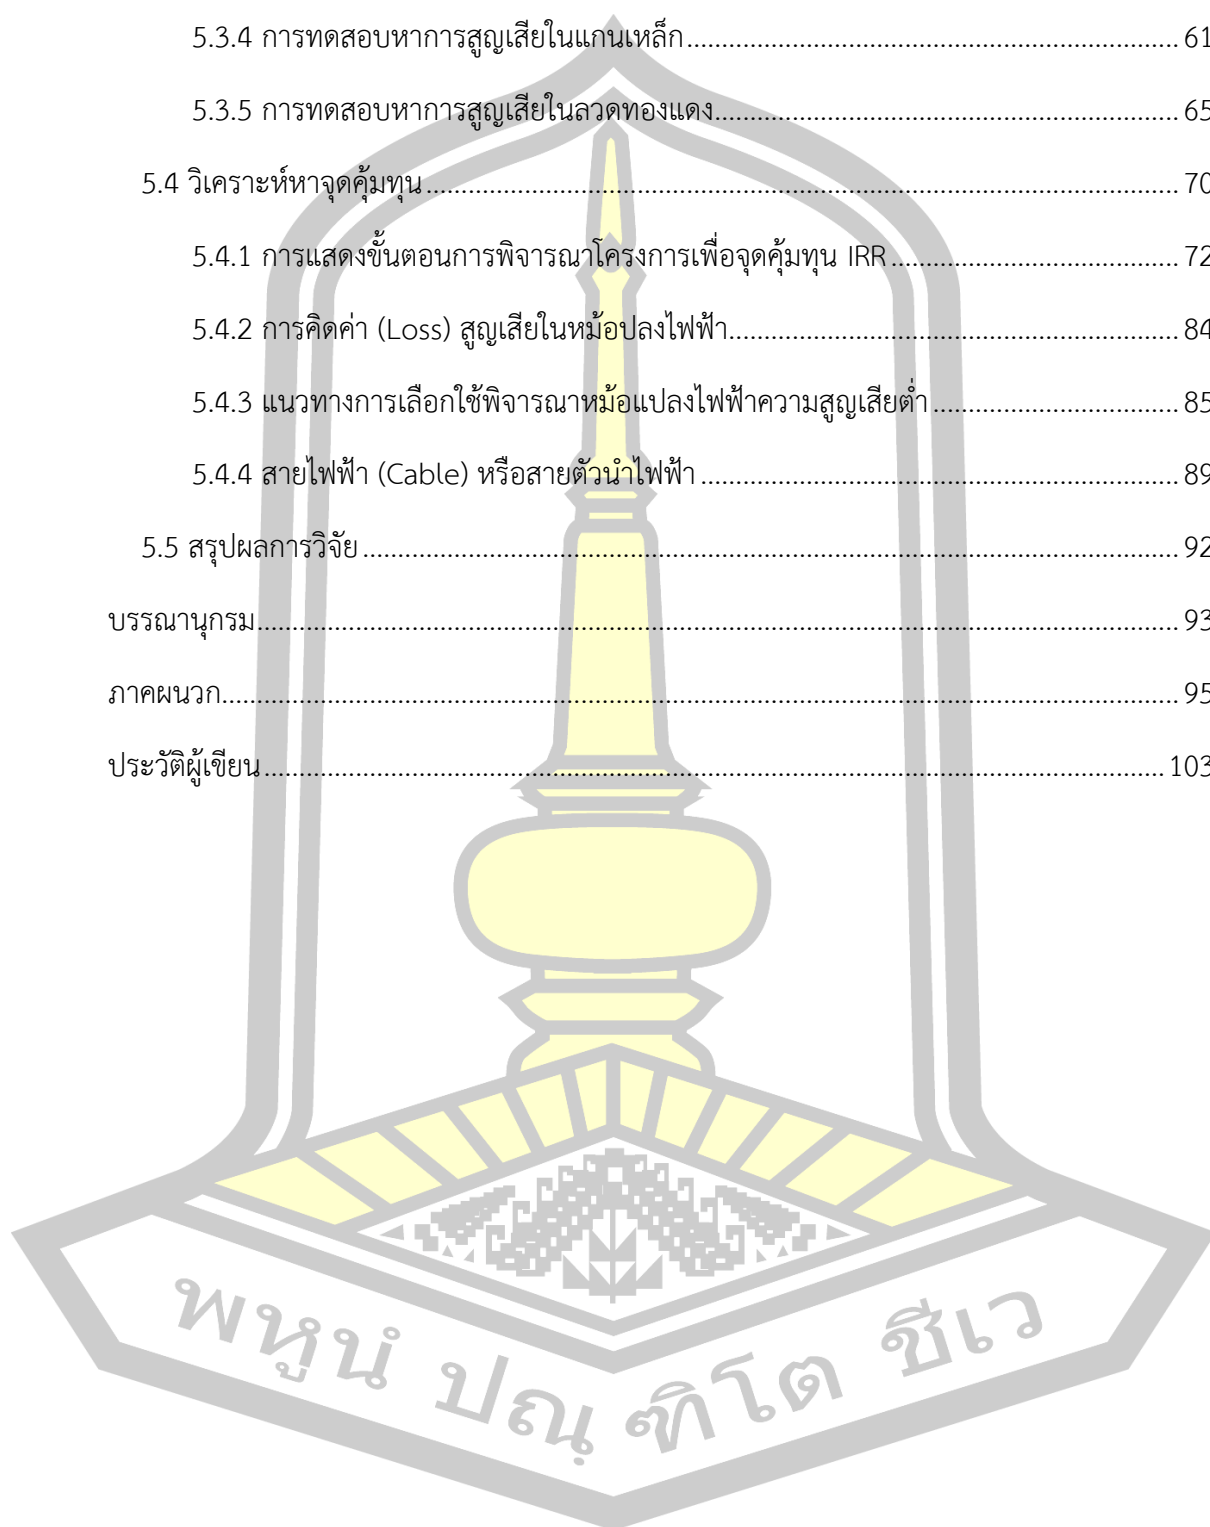 5.3.4 การทดสอบหาการสูญเสียในแกนเหล็ก.......................................................... 61
5.3.5 การทดสอบหาการสูญเสียในลวดทองแดง....................................................... 65
5.4 วิเคราะห์หาจุดคุ้มทุน......................................................................................... 70
5.4.1 การแสดงขั้นตอนการพิจารณาโครงการเพื่อจุดคุ้มทุน IRR.................................. 72
5.4.2 การคิดค่า (Loss) สูญเสียในหม้อปลงไฟฟ้า..................................................... 84
5.4.3 แนวทางการเลือกใช้พิจารณาหม้อแปลงไฟฟ้าความสูญเสียต่ำ............................. 85
5.4.4 สายไฟฟ้า (Cable) หรือสายตัวนำไฟฟ้า........................................................ 89
5.5 สรุปผลการวิจัย................................................................................................ 92
บรรณานุกรม........................................................................................................... 93
ภาคผนวก............................................................................................................... 95
ประวัติผู้เขียน......................................................................................................... 103
พหูนํ ปณฺฑิโต ชีเว